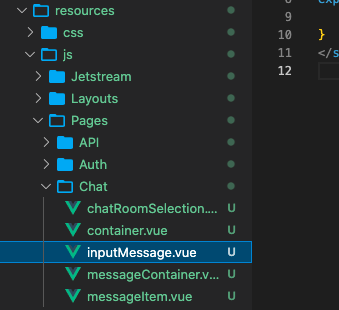 resources
css
js
Jetstream
Layouts
Pages
API
Auth
Chat
chatRoomSelection.... U
container.vue U
inputMessage.vue U
messageContainer.v... U
messageItem.vue U
9
10 }
11 </s
12